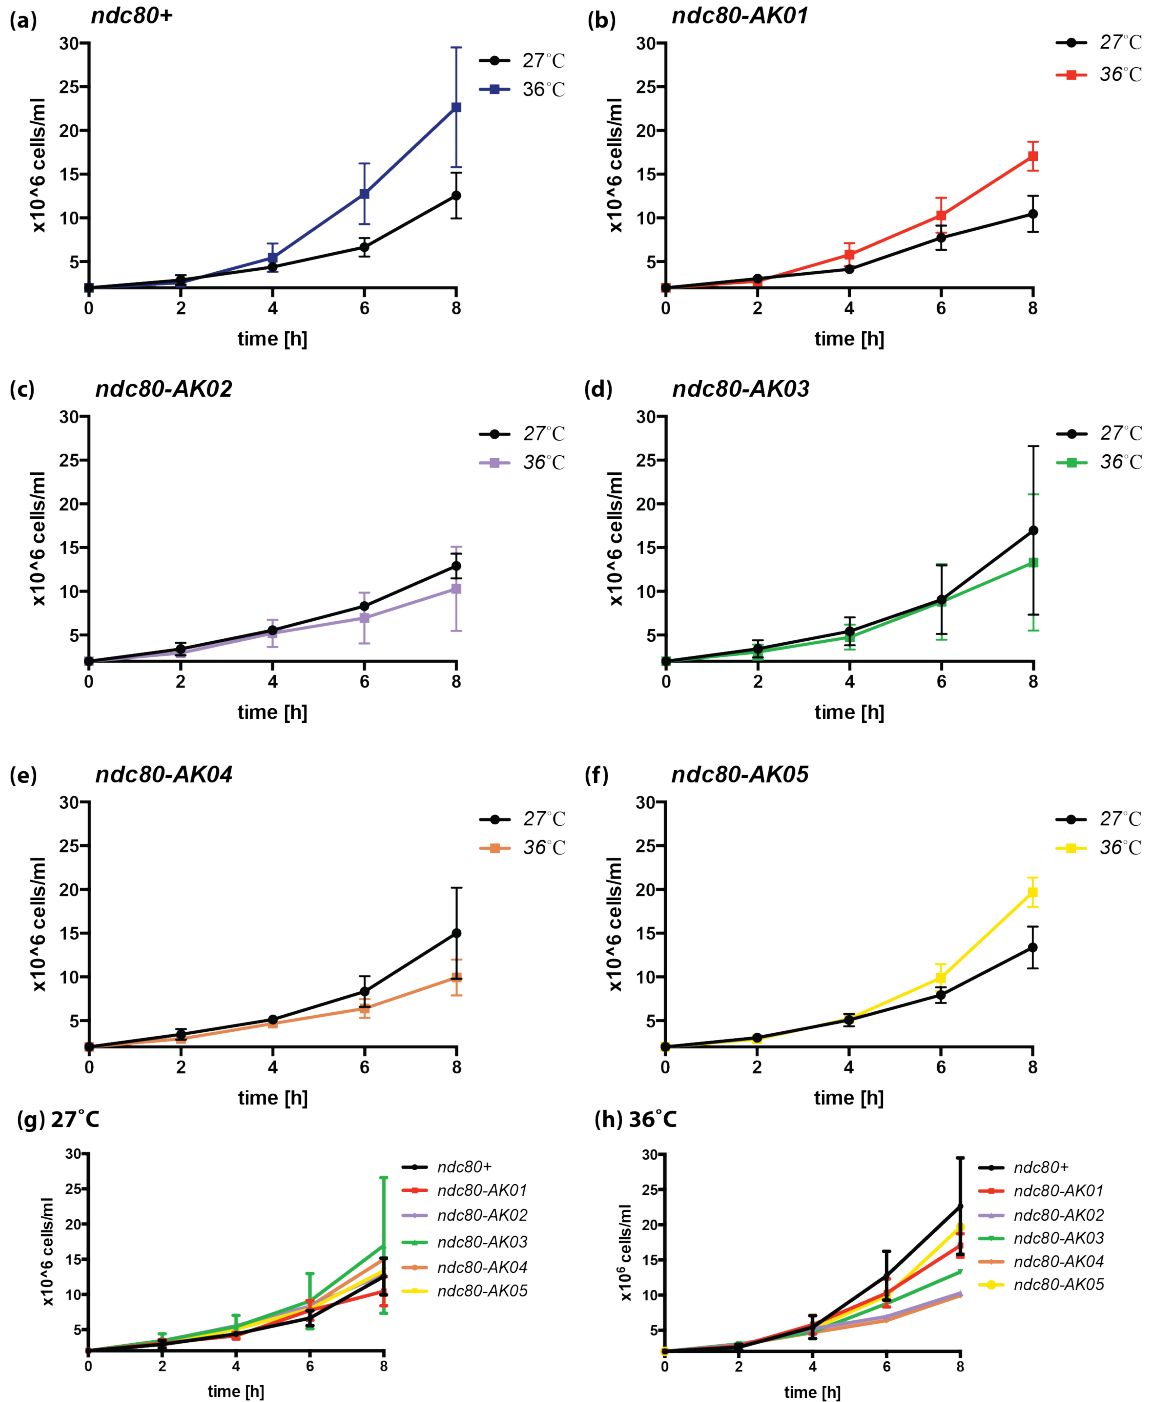 (a) ndc80+
30
25
20
15
10
5
0 2 4 6 8
x10^6 cells/ml
time [h]
27°C
36°C
(b) ndc80-AK01
30
25
20
15
10
5
0 2 4 6 8
x10^6 cells/ml
time [h]
27°C
36°C
(c) ndc80-AK02
30
25
20
15
10
5
0 2 4 6 8
x10^6 cells/ml
time [h]
27°C
36°C
(d) ndc80-AK03
30
25
20
15
10
5
0 2 4 6 8
x10^6 cells/ml
time [h]
27°C
36°C
(e) ndc80-AK04
30
25
20
15
10
5
0 2 4 6 8
x10^6 cells/ml
time [h]
27°C
36°C
(f) ndc80-AK05
30
25
20
15
10
5
0 2 4 6 8
x10^6 cells/ml
time [h]
27°C
36°C
(g) 27°C
30
25
20
15
10
5
0 2 4 6 8
x10^6 cells/ml
time [h]
ndc80+
ndc80-AK01
ndc80-AK02
ndc80-AK03
ndc80-AK04
ndc80-AK05
(h) 36°C
30
25
20
15
10
5
0 2 4 6 8
x10⁶ cells/ml
time [h]
ndc80+
ndc80-AK01
ndc80-AK02
ndc80-AK03
ndc80-AK04
ndc80-AK05